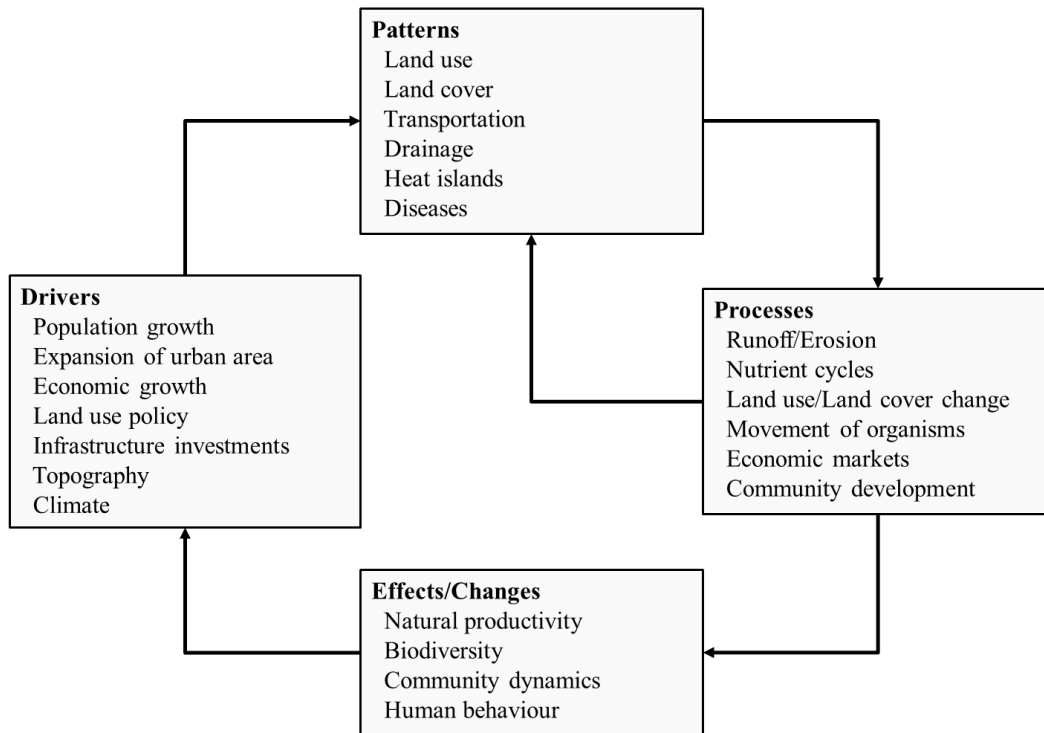 Patterns
Land use
Land cover
Transportation
Drainage
Heat islands
Diseases
Drivers
Population growth
Expansion of urban area
Economic growth
Land use policy
Infrastructure investments
Topography
Climate
Processes
Runoff/Erosion
Nutrient cycles
Land use/Land cover change
Movement of organisms
Economic markets
Community development
Effects/Changes
Natural productivity
Biodiversity
Community dynamics
Human behaviour